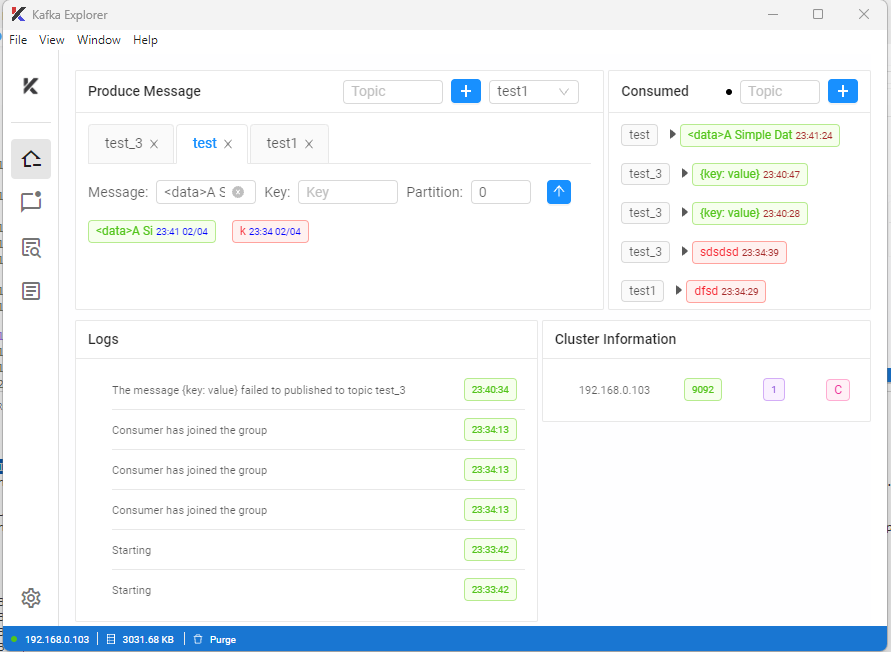 Kafka Explorer
File View Window Help
Produce Message Topic + test1
test_3 test test1
Message: <data>A S Key: Key Partition: 0
<data>A Si 23:41 02/04 k 23:34 02/04
Consumed Topic +
test <data>A Simple Dat 23:41:24
test_3 {key: value} 23:40:47
test_3 {key: value} 23:40:28
test_3 sdsdsd 23:34:39
test1 dfsd 23:34:29
Logs
The message {key: value} failed to published to topic test_3 23:40:34
Consumer has joined the group 23:34:13
Consumer has joined the group 23:34:13
Consumer has joined the group 23:34:13
Starting 23:33:42
Starting 23:33:42
Cluster Information
192.168.0.103 9092 1 C
192.168.0.103 3031.68 KB Purge